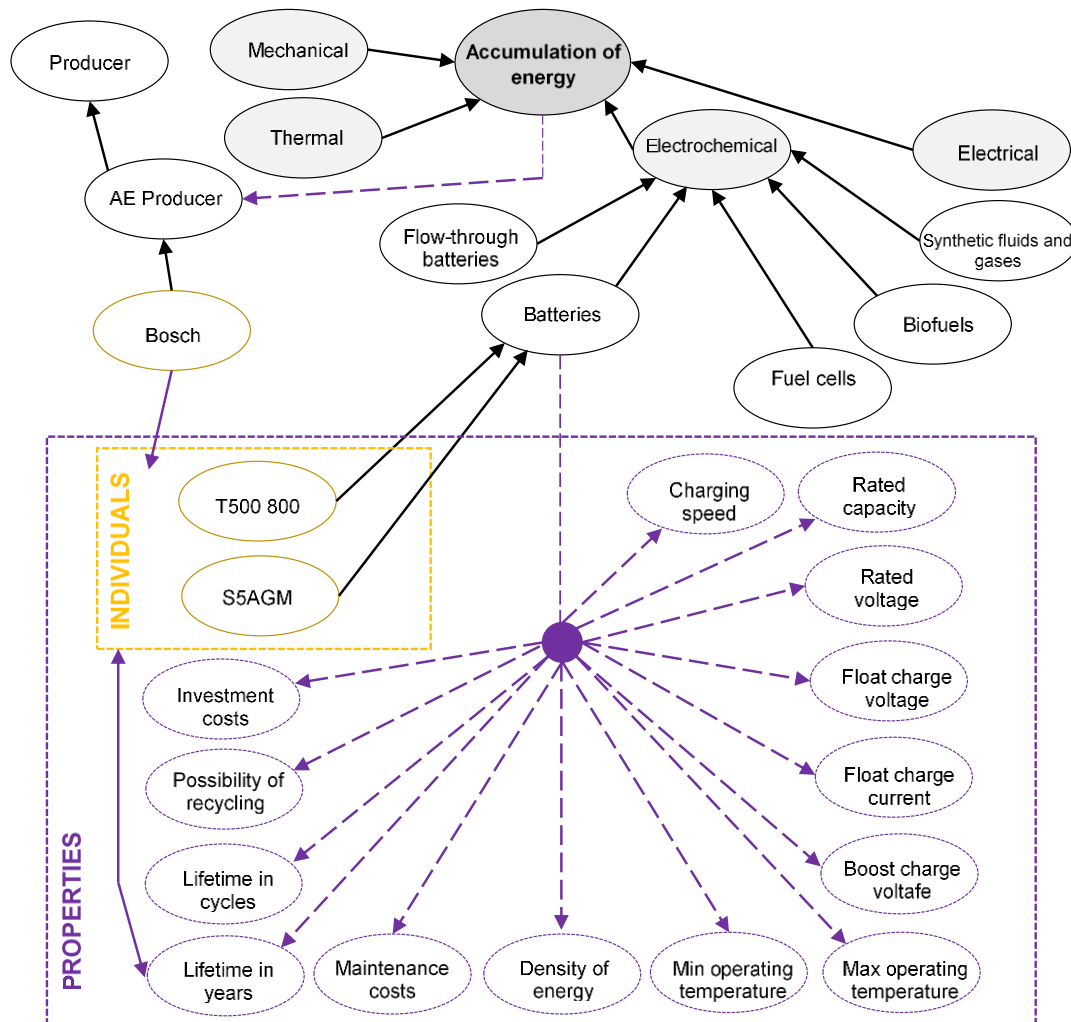 Producer
Mechanical
Accumulation of
energy
Thermal
Electrochemical
Electrical
AE Producer
Flow-through
batteries
Synthetic fluids and
gases
Batteries
Biofuels
Bosch
Fuel cells
INDIVIDUALS
T500 800
S5AGM
Charging
speed
Rated
capacity
Rated
voltage
Float charge
voltage
Float charge
current
Boost charge
voltafe
PROPERTIES
Investment
costs
Possibility of
recycling
Lifetime in
cycles
Lifetime in
years
Maintenance
costs
Density of
energy
Min operating
temperature
Max operating
temperature